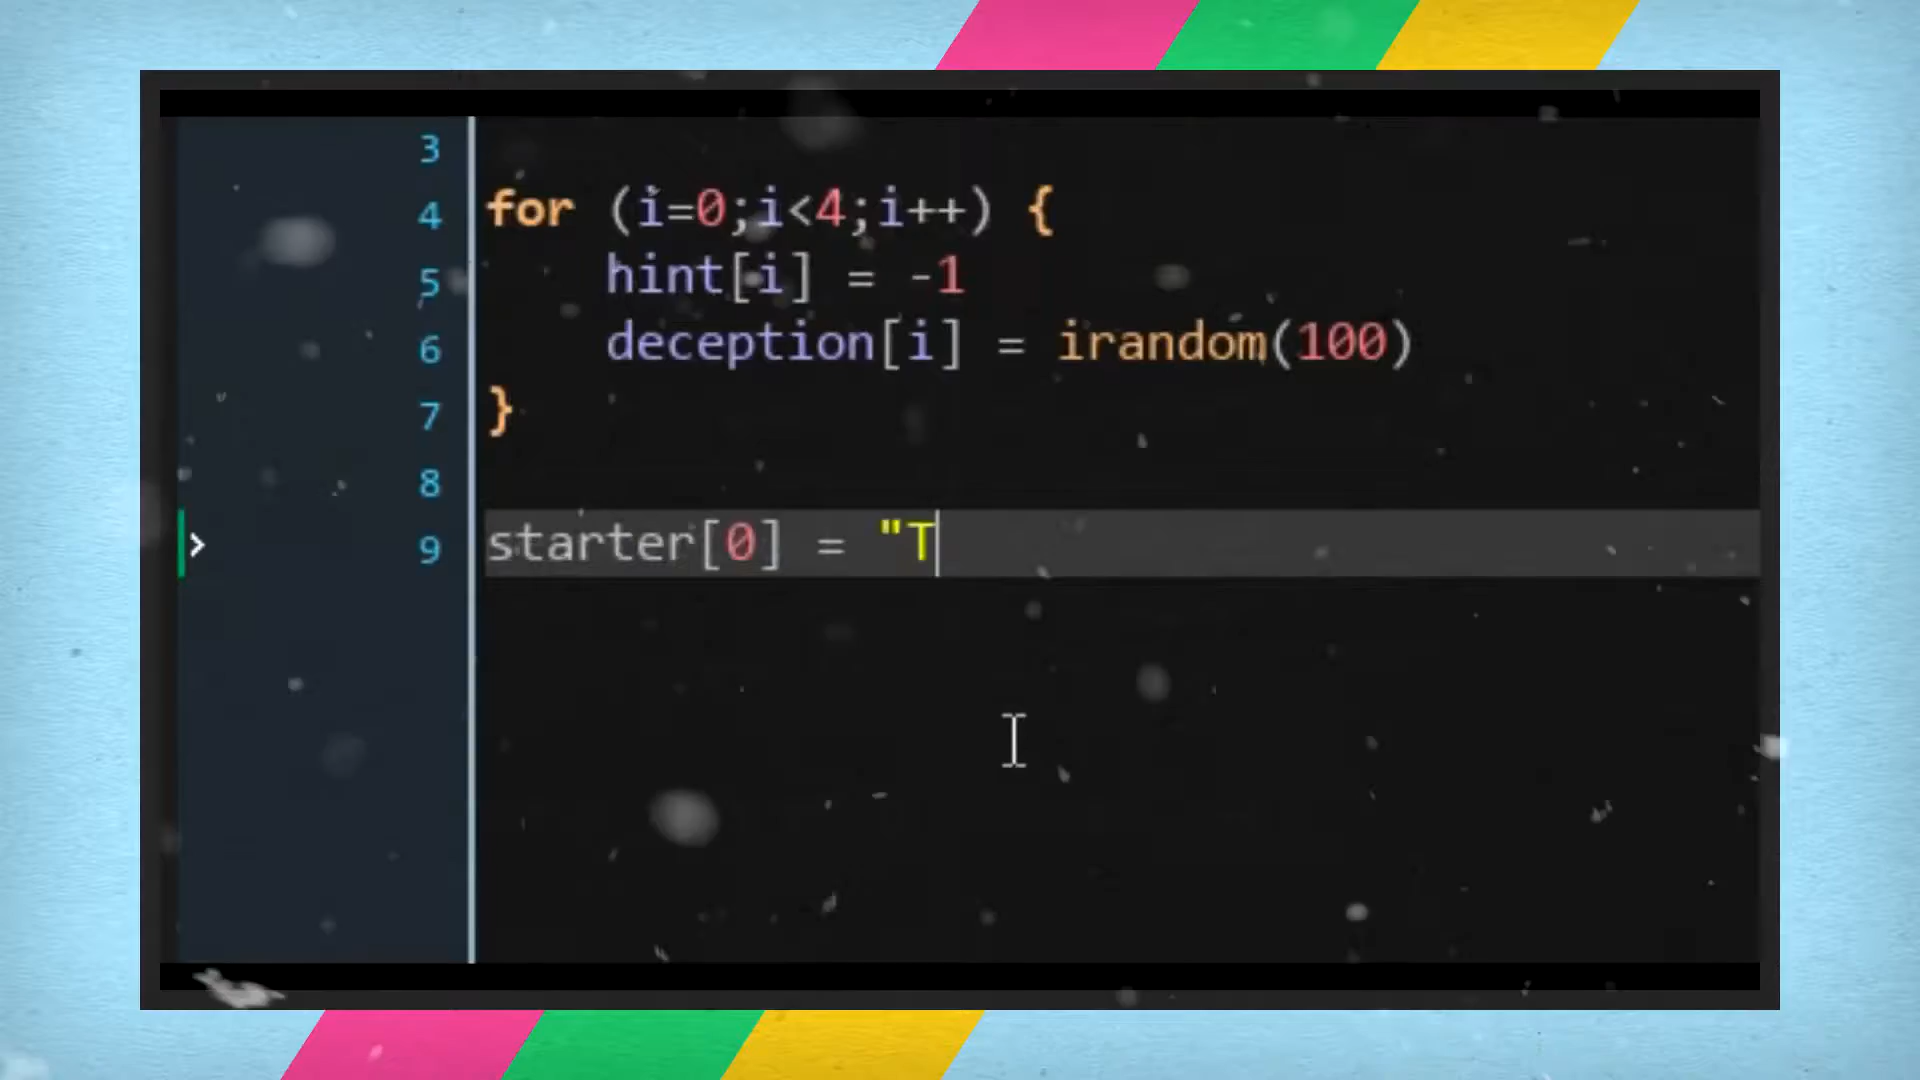 3
4 for (i=0;i<4;i++) {
5 hint[i] = -1
6 deception[i] = irandom(100)
7 }
8
9 starter[0] = "T